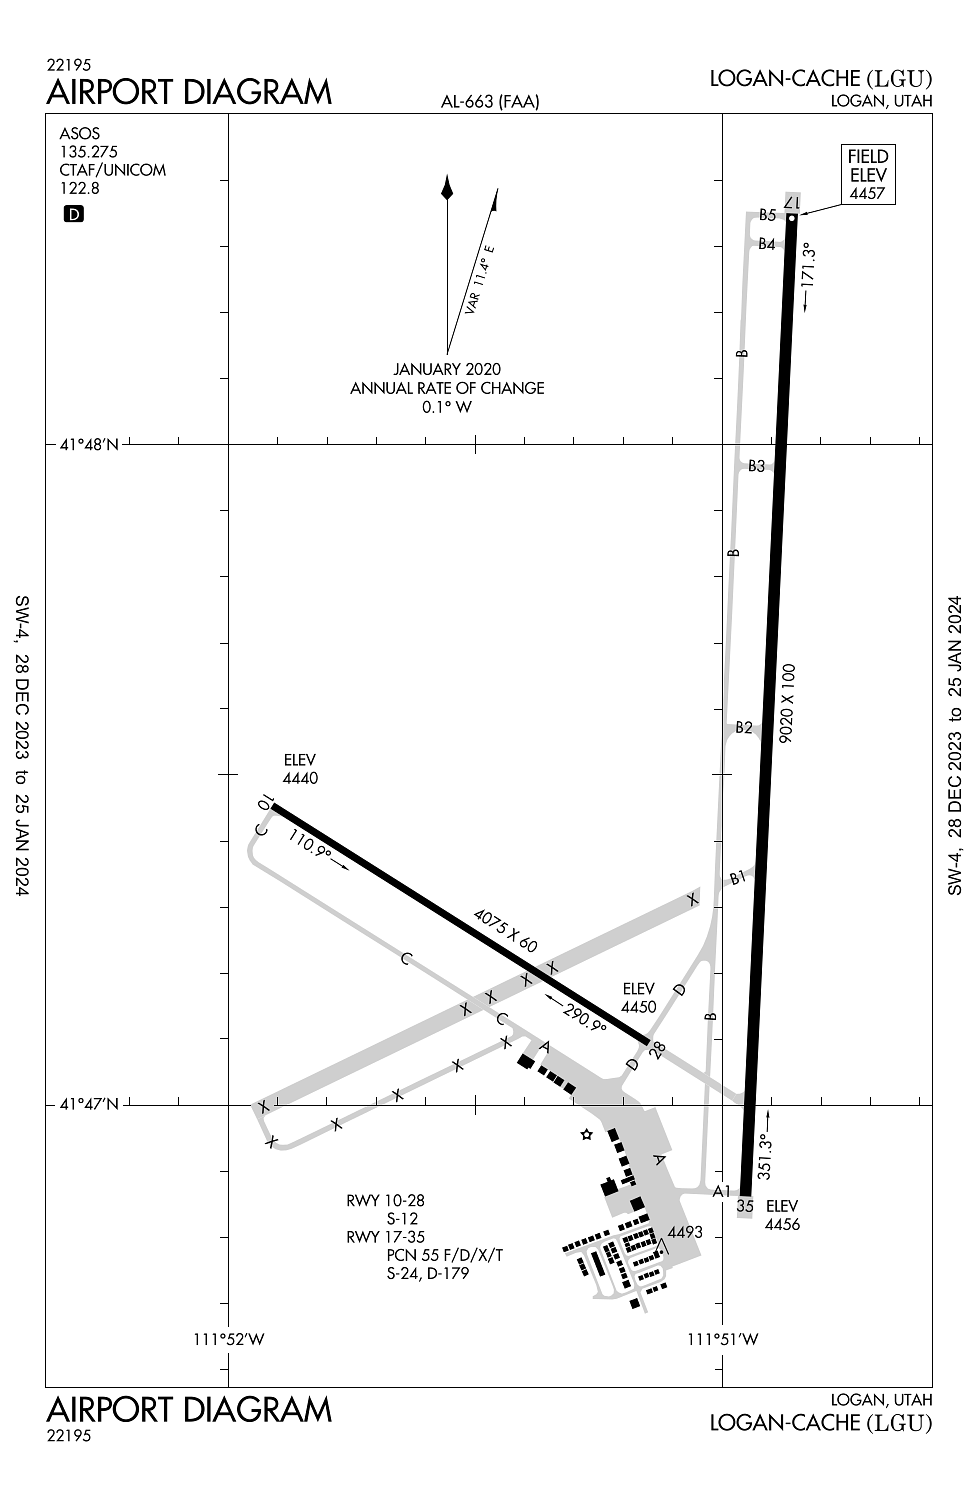 22195
AIRPORT DIAGRAM
AL-663 (FAA)
LOGAN-CACHE (LGU)
LOGAN, UTAH
ASOS
135.275
CTAF/UNICOM
122.8
D
VAR 11.4° E
JANUARY 2020
ANNUAL RATE OF CHANGE
0.1° W
FIELD
ELEV
4457
17
B5
B4
171.3°
B
41°48'N
B3
B
9020 X 100
B2
ELEV
4440
10
C
110.9°
B1
X
4075 X 60
C
X
X
X
X
ELEV
4450
D
290.9°
B
C
X
A
28
D
X
X
41°47'N
X
X
X
A
351.3°
A1
35
ELEV
4456
4493
RWY 10-28
S-12
RWY 17-35
PCN 55 F/D/X/T
S-24, D-179
111°52'W
111°51'W
SW-4, 28 DEC 2023 to 25 JAN 2024
SW-4, 28 DEC 2023 to 25 JAN 2024
AIRPORT DIAGRAM
22195
LOGAN, UTAH
LOGAN-CACHE (LGU)